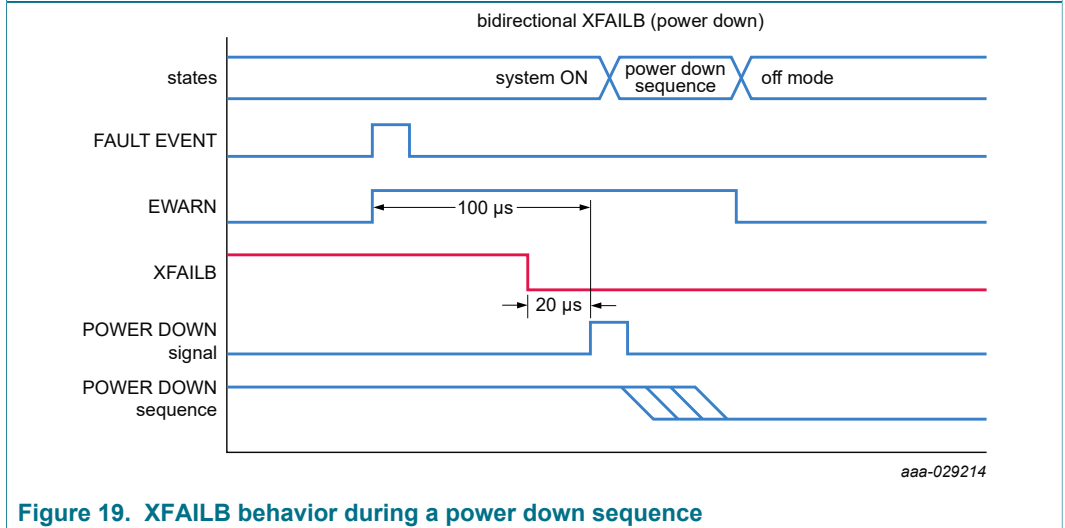 bidirectional XFAILB (power down)
states
system ON
power down
sequence
off mode
FAULT EVENT
EWARN
100 µs
XFAILB
20 µs
POWER DOWN
signal
POWER DOWN
sequence
aaa-029214
Figure 19. XFAILB behavior during a power down sequence